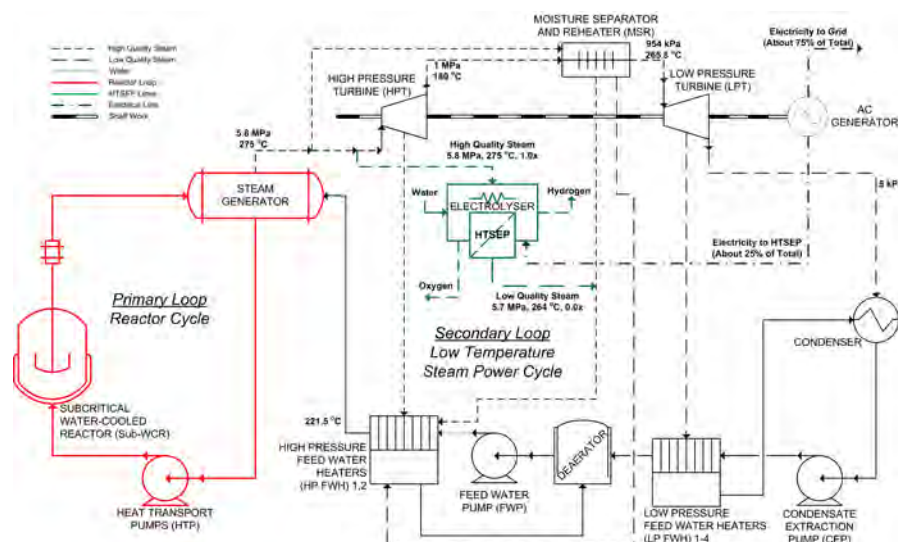 High Quality Steam
Low Quality Steam
Water
Reactor Loop
HTSEP Lines
Electrical Line
Shaft Work
MOISTURE SEPARATOR
AND REHEATER (MSR)
Electricity to Grid
(About 75% of Total)
954 kPa
265.5 °C
1 MPa
180 °C
HIGH PRESSURE
TURBINE (HPT)
LOW PRESSURE
TURBINE (LPT)
AC
GENERATOR
5.8 MPa
275 °C
High Quality Steam
5.8 MPa, 275 °C, 1.0x
STEAM
GENERATOR
Water
Hydrogen
ELECTROLYSER
HTSEP
5 kP
Electricity to HTSEP
(About 25% of Total)
Oxygen
Low Quality Steam
5.7 MPa, 264 °C, 0.0x
Primary Loop
Reactor Cycle
Secondary Loop
Low Temperature
Steam Power Cycle
CONDENSER
SUBCRITICAL
WATER-COOLED
REACTOR (Sub-WCR)
221.5 °C
HIGH PRESSURE
FEED WATER
HEATERS
(HP FWH) 1,2
DEAERATOR
FEED WATER
PUMP (FWP)
HEAT TRANSPORT
PUMPS (HTP)
LOW PRESSURE
FEED WATER HEATERS
(LP FWH) 1-4
CONDENSATE
EXTRACTION
PUMP (CEP)